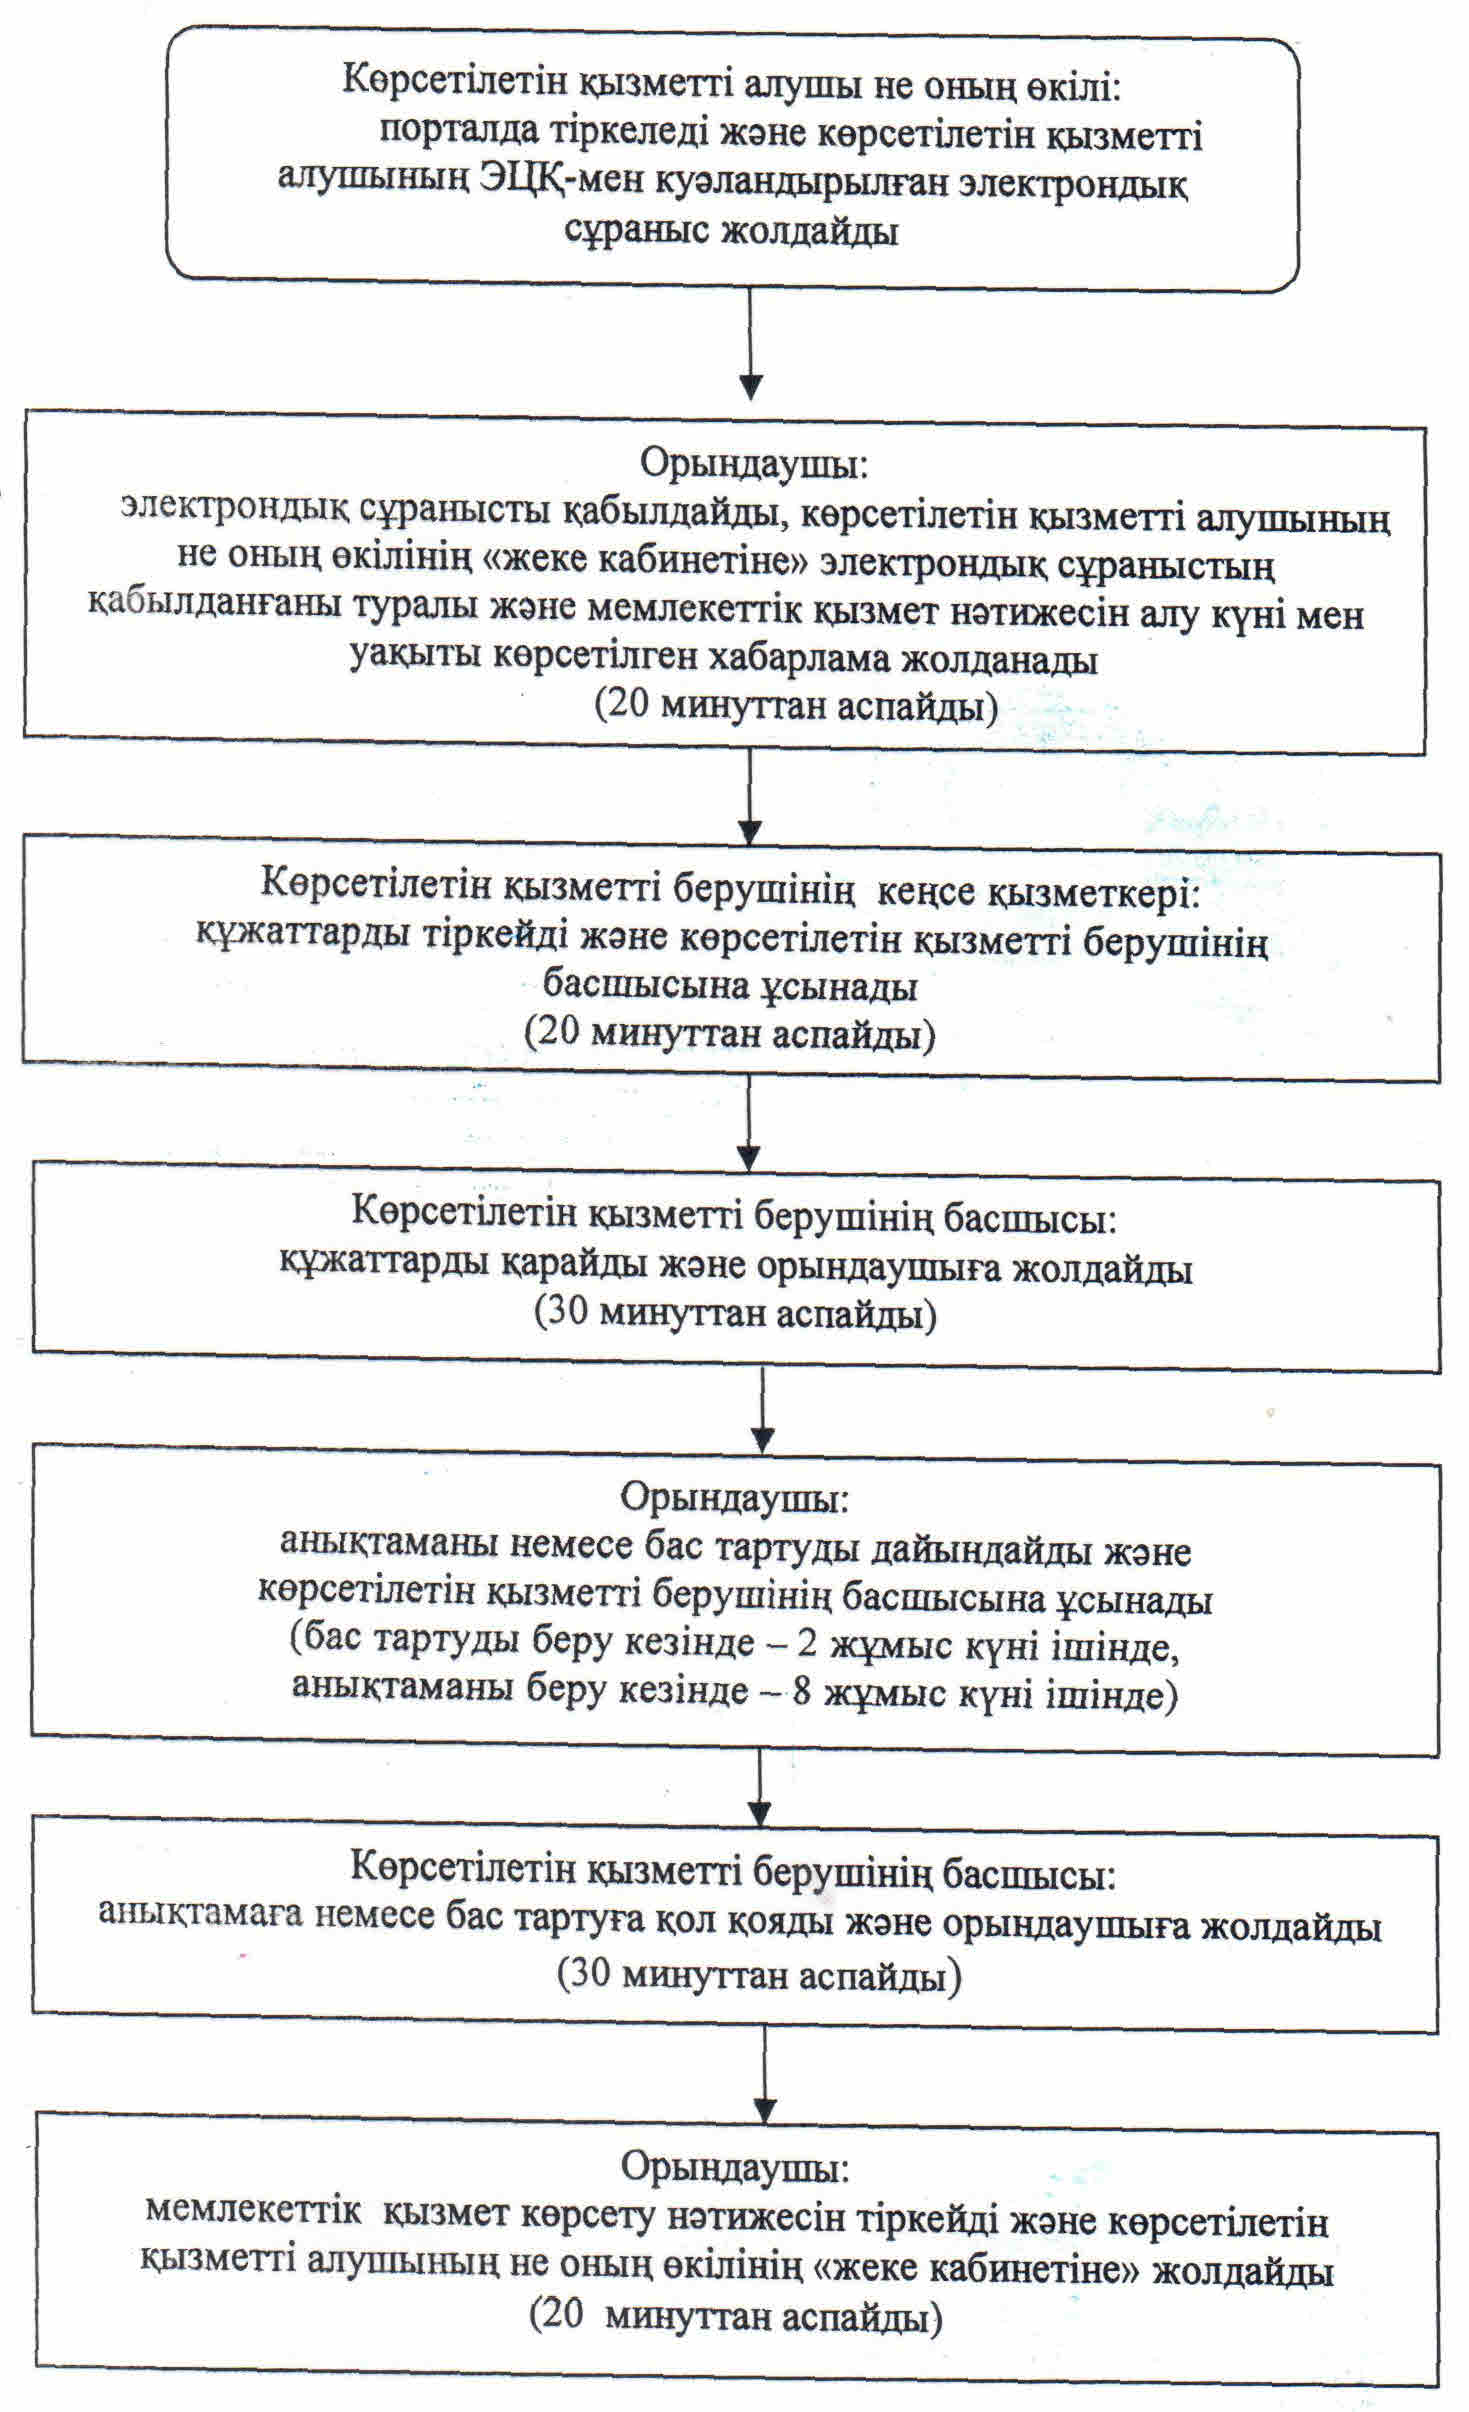 Көрсетілетін қызметті алушы не оның өкілі:
порталда тіркеледі және көрсетілетін қызметті
алушының ЭЦҚ-мен куәландырылған электрондық
сұраныс жолдайды
Орындаушы:
электрондық сұранысты қабылдайды, көрсетілетін қызметті алушының
не оның өкілінің «жеке кабинетіне» электрондық сұраныстың
қабылданғаны туралы және мемлекеттік қызмет нәтижесін алу күні мен
уақыты көрсетілген хабарлама жолданады
(20 минуттан аспайды)
Көрсетілетін қызметті берушінің кеңсе қызметкері:
құжаттарды тіркейді және көрсетілетін қызметті берушінің
басшысына ұсынады
(20 минуттан аспайды)
Көрсетілетін қызметті берушінің басшысы:
құжаттарды қарайды және орындаушыға жолдайды
(30 минуттан аспайды)
Орындаушы:
анықтаманы немесе бас тартуды дайындайды және
көрсетілетін қызметті берушінің басшысына ұсынады
(бас тартуды беру кезінде – 2 жұмыс күні ішінде,
анықтаманы беру кезінде – 8 жұмыс күні ішінде)
Көрсетілетін қызметті берушінің басшысы:
анықтамаға немесе бас тартуға қол қояды және орындаушыға жолдайды
(30 минуттан аспайды)
Орындаушы:
мемлекеттік қызмет көрсету нәтижесін тіркейді және көрсетілетін
қызметті алушының не оның өкілінің «жеке кабинетіне» жолдайды
(20 минуттан аспайды)